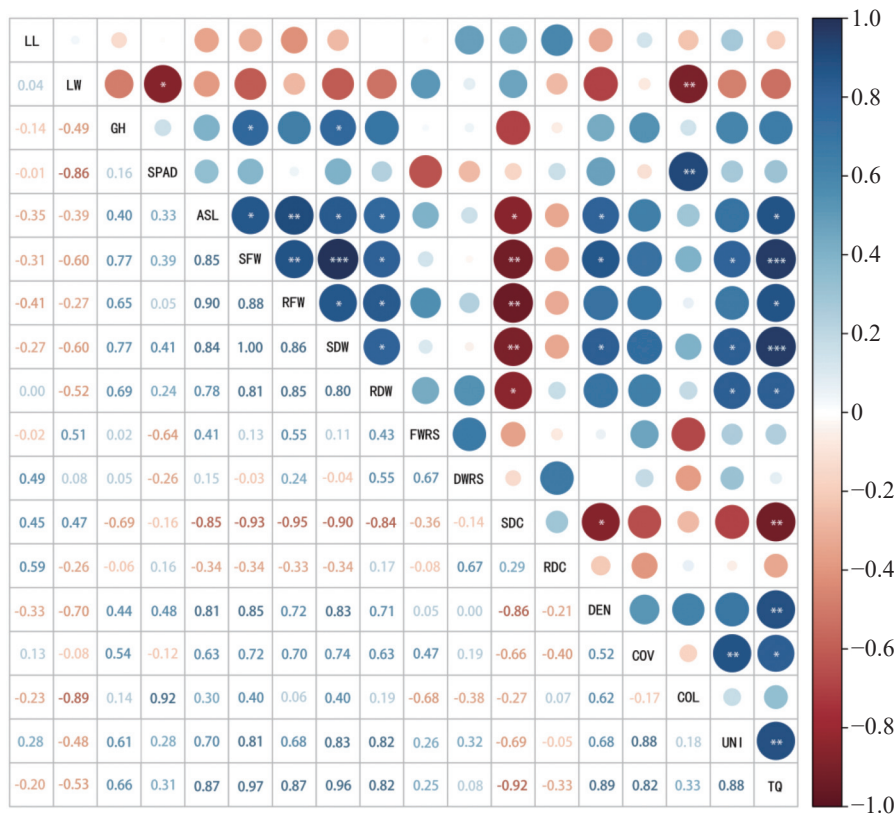 LL
0.04 LW * **
-0.14 -0.49 GH * *
-0.01 -0.86 0.16 SPAD **
-0.35 -0.39 0.40 0.33 ASL * ** * * * * *
-0.31 -0.60 0.77 0.39 0.85 SFW ** *** * ** * * ***
-0.41 -0.27 0.65 0.05 0.90 0.88 RFW * * ** *
-0.27 -0.60 0.77 0.41 0.84 1.00 0.86 SDW * ** * * ***
0.00 -0.52 0.69 0.24 0.78 0.81 0.85 0.80 RDW * * *
-0.02 0.51 0.02 -0.64 0.41 0.13 0.55 0.11 0.43 FWRS
0.49 0.08 0.05 -0.26 0.15 -0.03 0.24 -0.04 0.55 0.67 DWRS
0.45 0.47 -0.69 -0.16 -0.85 -0.93 -0.95 -0.90 -0.84 -0.36 -0.14 SDC * **
0.59 -0.26 -0.06 0.16 -0.34 -0.34 -0.33 -0.34 0.17 -0.08 0.67 0.29 RDC
-0.33 -0.70 0.44 0.48 0.81 0.85 0.72 0.83 0.71 0.05 0.00 -0.86 -0.21 DEN **
0.13 -0.08 0.54 -0.12 0.63 0.72 0.70 0.74 0.63 0.47 0.19 -0.66 -0.40 0.52 COV ** *
-0.23 -0.89 0.14 0.92 0.30 0.40 0.06 0.40 0.19 -0.68 -0.38 -0.27 0.07 0.62 -0.17 COL
0.28 -0.48 0.61 0.28 0.70 0.81 0.68 0.83 0.82 0.26 0.32 -0.69 -0.05 0.68 0.88 0.18 UNI **
-0.20 -0.53 0.66 0.31 0.87 0.97 0.87 0.96 0.82 0.25 0.08 -0.92 -0.33 0.89 0.82 0.33 0.88 TQ
1.0
0.8
0.6
0.4
0.2
0
−0.2
−0.4
−0.6
−0.8
−1.0